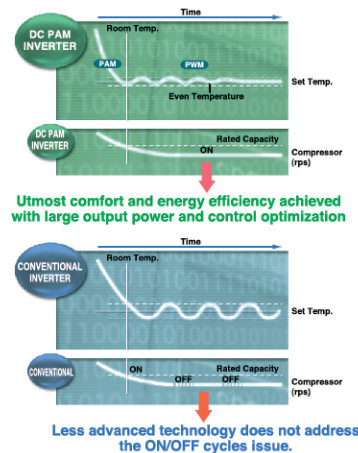 Time
DC PAM
INVERTER
Room Temp.
PAM
PWM
Set Temp.
Even Temperature
DC PAM
INVERTER
Rated Capacity
ON
Compressor
(rps)
Utmost comfort and energy efficiency achieved
with large output power and control optimization
Time
CONVENTIONAL
INVERTER
Room Temp.
Set Temp.
CONVENTIONAL
ON
Rated Capacity
OFF
OFF
Compressor
(rps)
Less advanced technology does not address
the ON/OFF cycles issue.